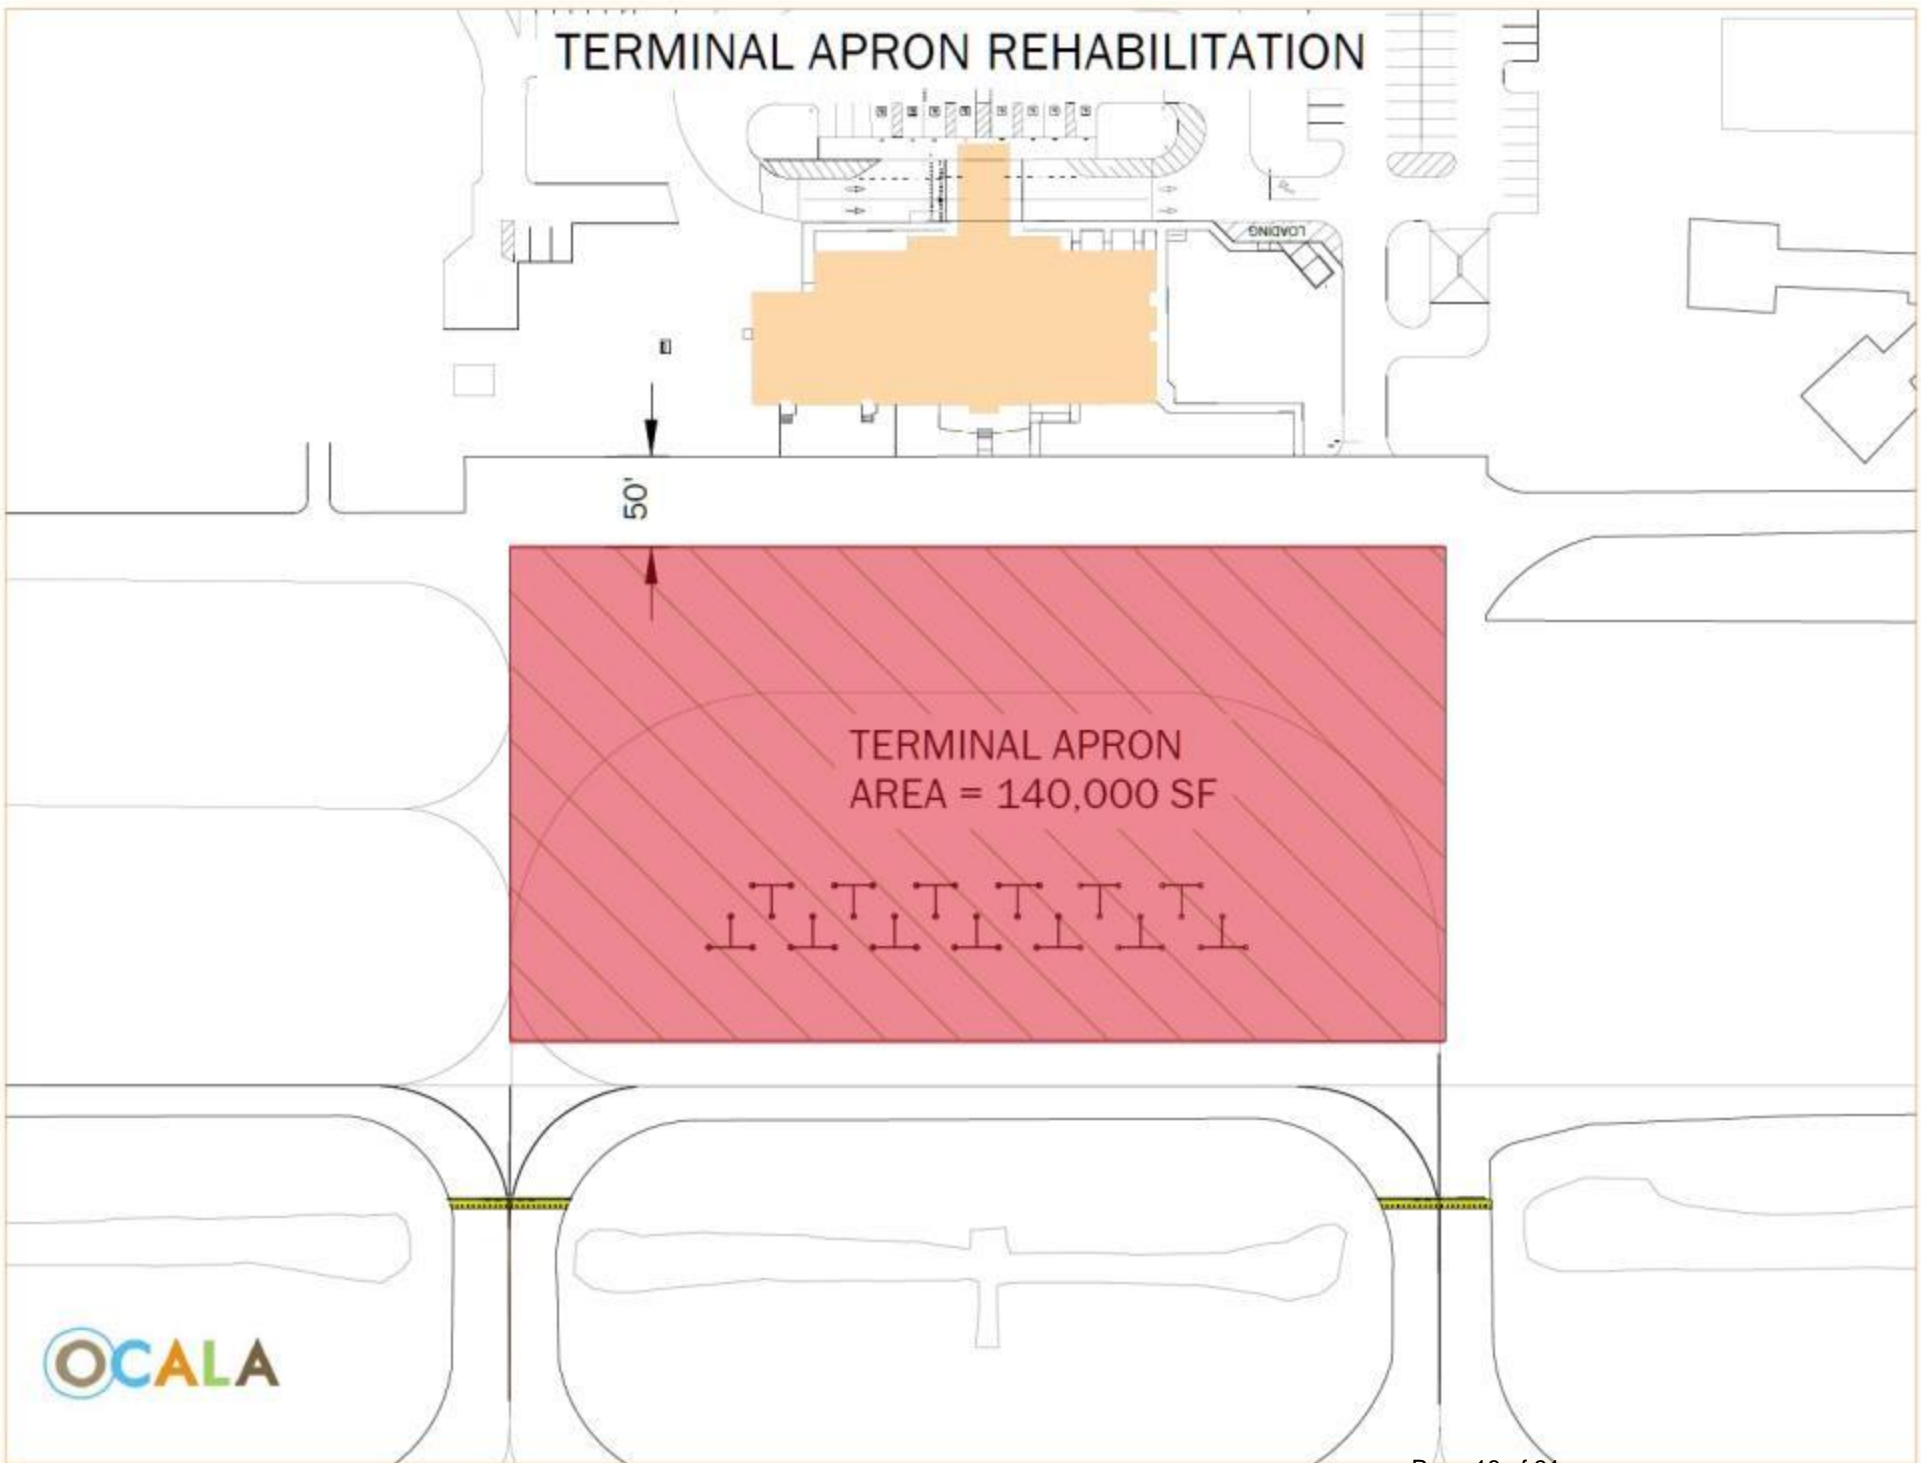 TERMINAL APRON REHABILITATION
LOADING
50'
TERMINAL APRON
AREA = 140,000 SF
OCALA